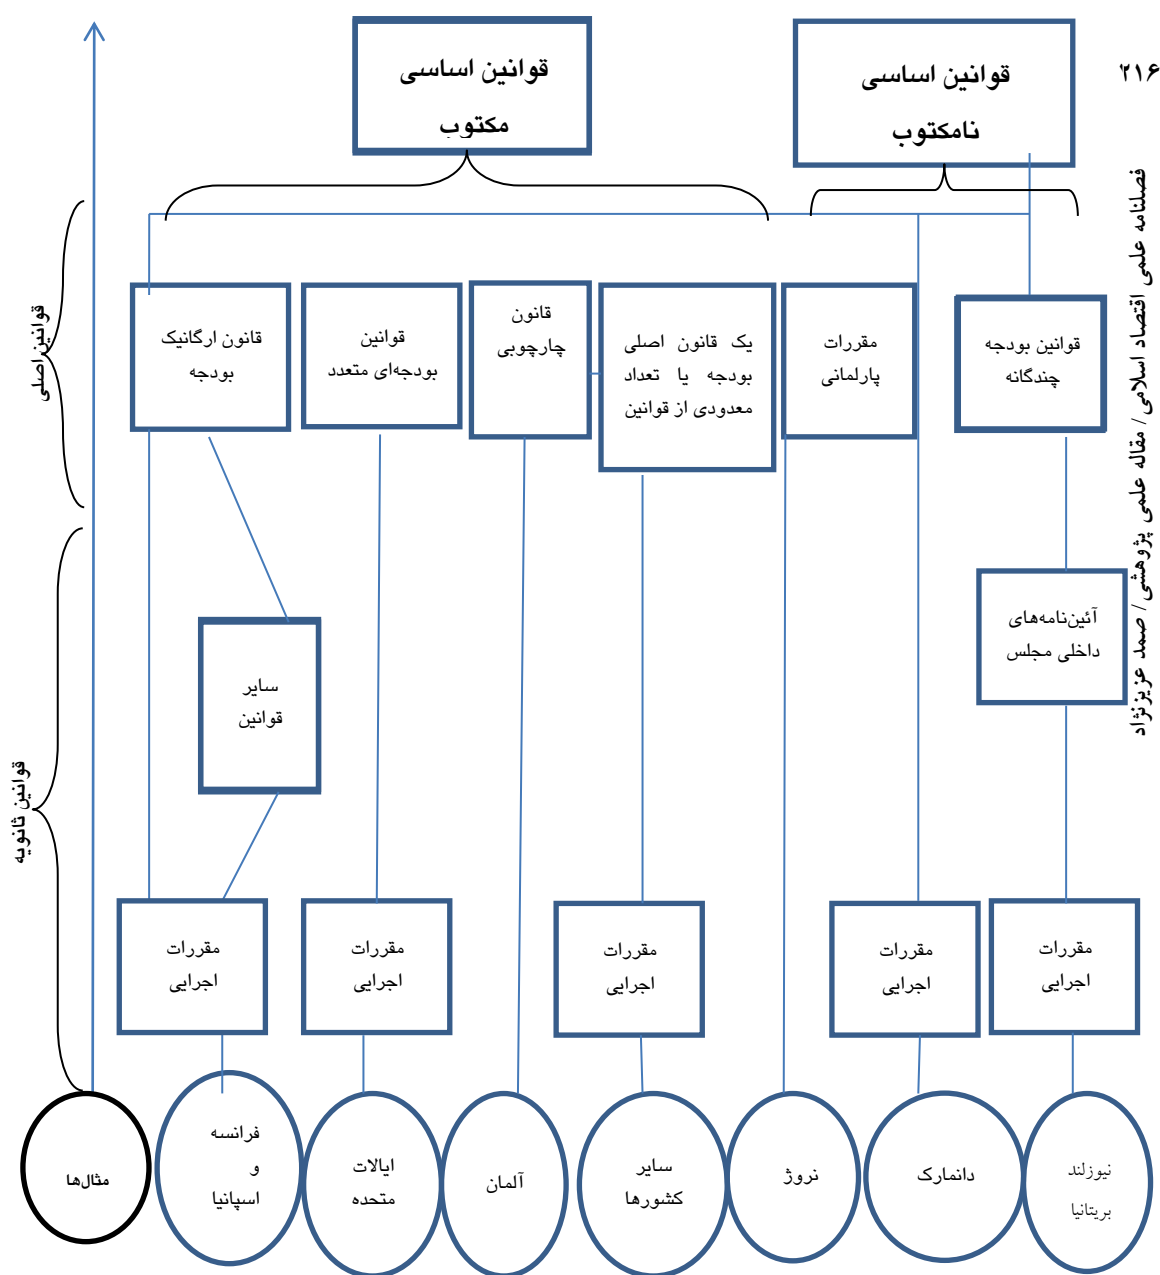 ۲۱۶
فصلنامه علمی اقتصاد اسلامی / مقاله علمی پژوهشی / صمد عزیزنژاد
قوانین اساسی
نامکتوب
قوانین اساسی
مکتوب
قوانین اصلی
قوانین بودجه
چندگانه
مقررات
پارلمانی
یک قانون اصلی
بودجه یا تعداد
معدودی از قوانین
قانون
چارچوبی
قوانین
بودجه‌ای متعدد
قانون ارگانیک
بودجه
قوانین ثانویه
آئین‌نامه‌های
داخلی مجلس
سایر
قوانین
مقررات
اجرایی
مقررات
اجرایی
مقررات
اجرایی
مقررات
اجرایی
مقررات
اجرایی
نیوزلند
بریتانیا
دانمارک
نروژ
سایر
کشورها
آلمان
ایالات
متحده
فرانسه
و
اسپانیا
مثال‌ها